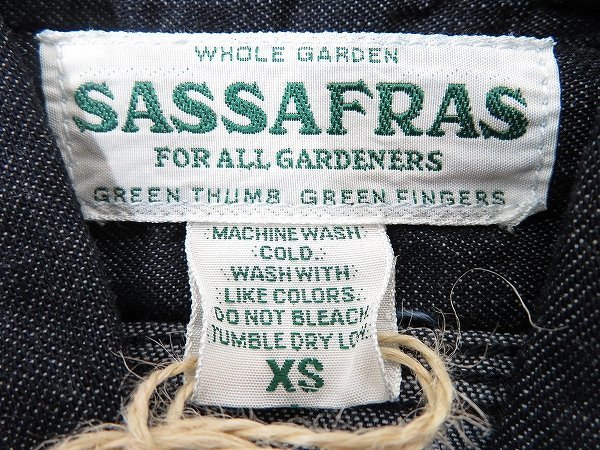 WHOLE GARDEN
SASSAFRAS
FOR ALL GARDENERS
GREEN THUMB GREEN FINGERS
MACHINE WASH
COLD.
WASH WITH
LIKE COLORS.
DO NOT BLEACH
TUMBLE DRY LOW
XS